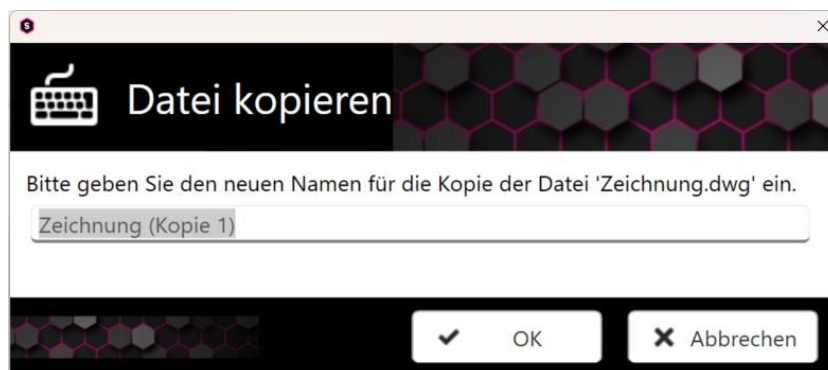 S
Datei kopieren
Bitte geben Sie den neuen Namen für die Kopie der Datei 'Zeichnung.dwg' ein.
Zeichnung (Kopie 1)
OK
Abbrechen